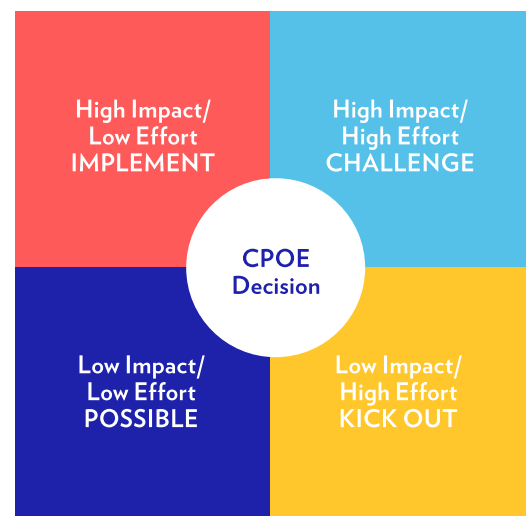 High Impact/
Low Effort
IMPLEMENT
High Impact/
High Effort
CHALLENGE
CPOE
Decision
Low Impact/
Low Effort
POSSIBLE
Low Impact/
High Effort
KICK OUT